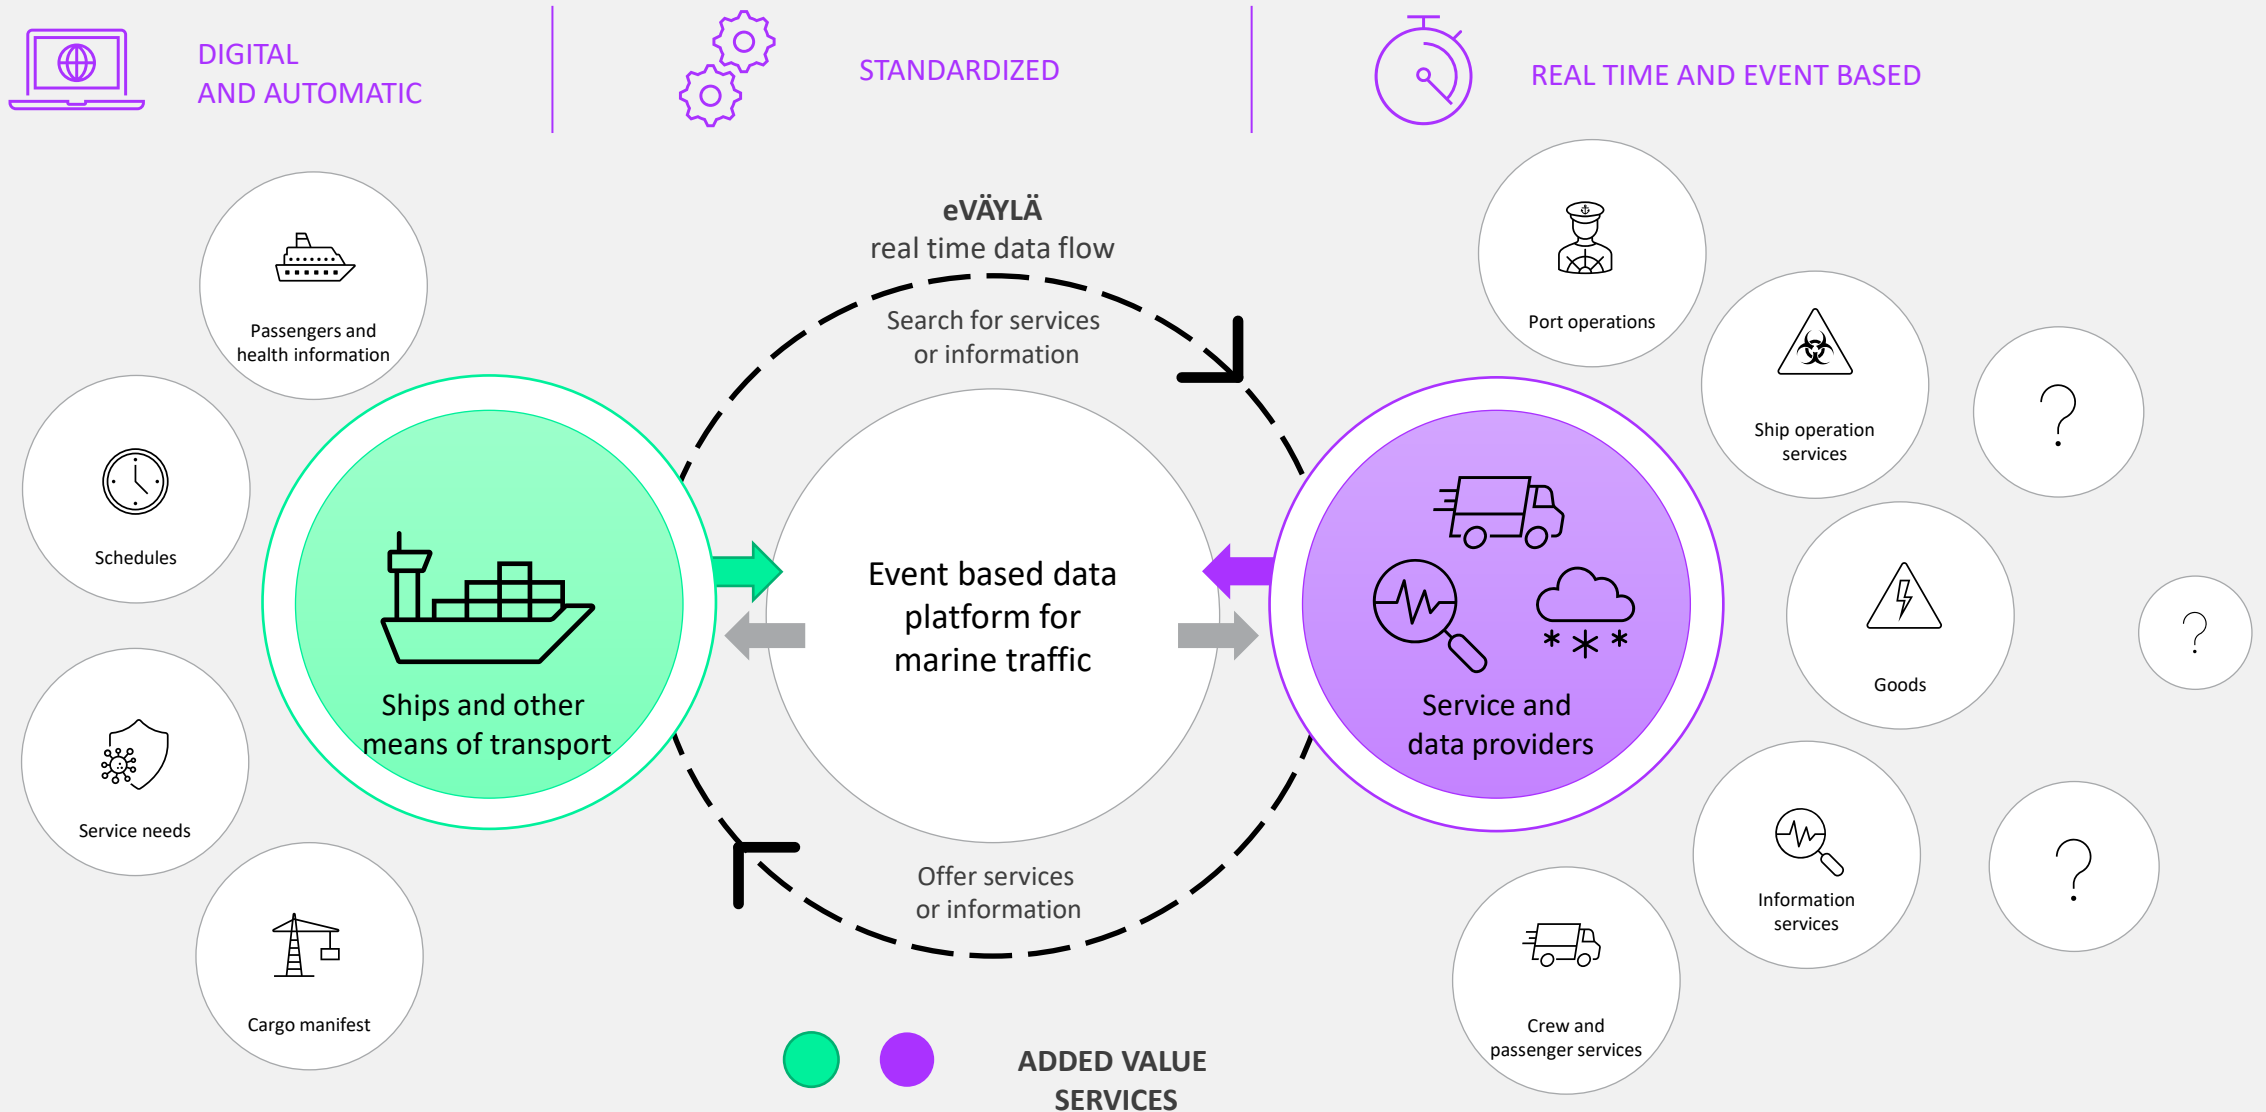 DIGITAL
AND AUTOMATIC
STANDARDIZED
REAL TIME AND EVENT BASED
eVÄYLÄ
real time data flow
Search for services
or information
Passengers and
health information
Schedules
Service needs
Cargo manifest
Ships and other
means of transport
Event based data
platform for
marine traffic
Offer services
or information
Service and
data providers
Port operations
Ship operation
services
?
Goods
?
Information
services
?
Crew and
passenger services
ADDED VALUE
SERVICES